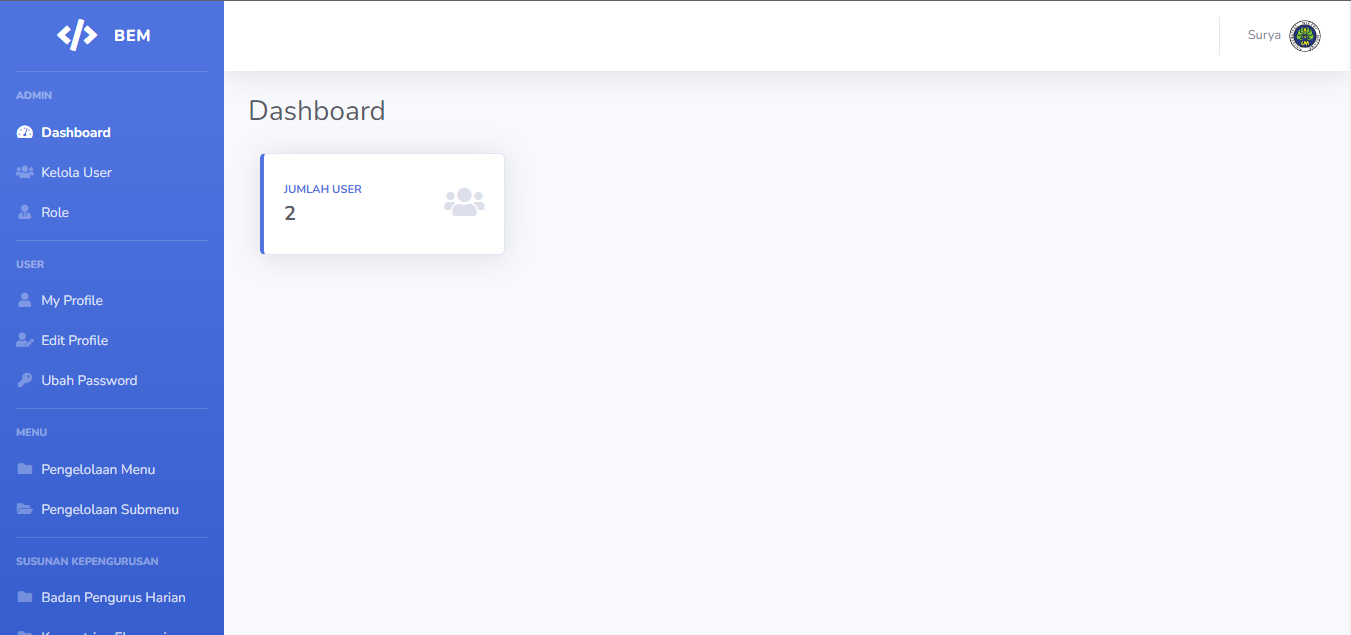 BEM
Surya
ADMIN
Dashboard
Kelola User
Role
USER
My Profile
Edit Profile
Ubah Password
MENU
Pengelolaan Menu
Pengelolaan Submenu
SUSUNAN KEPENGURUSAN
Badan Pengurus Harian
Dashboard
JUMLAH USER
2